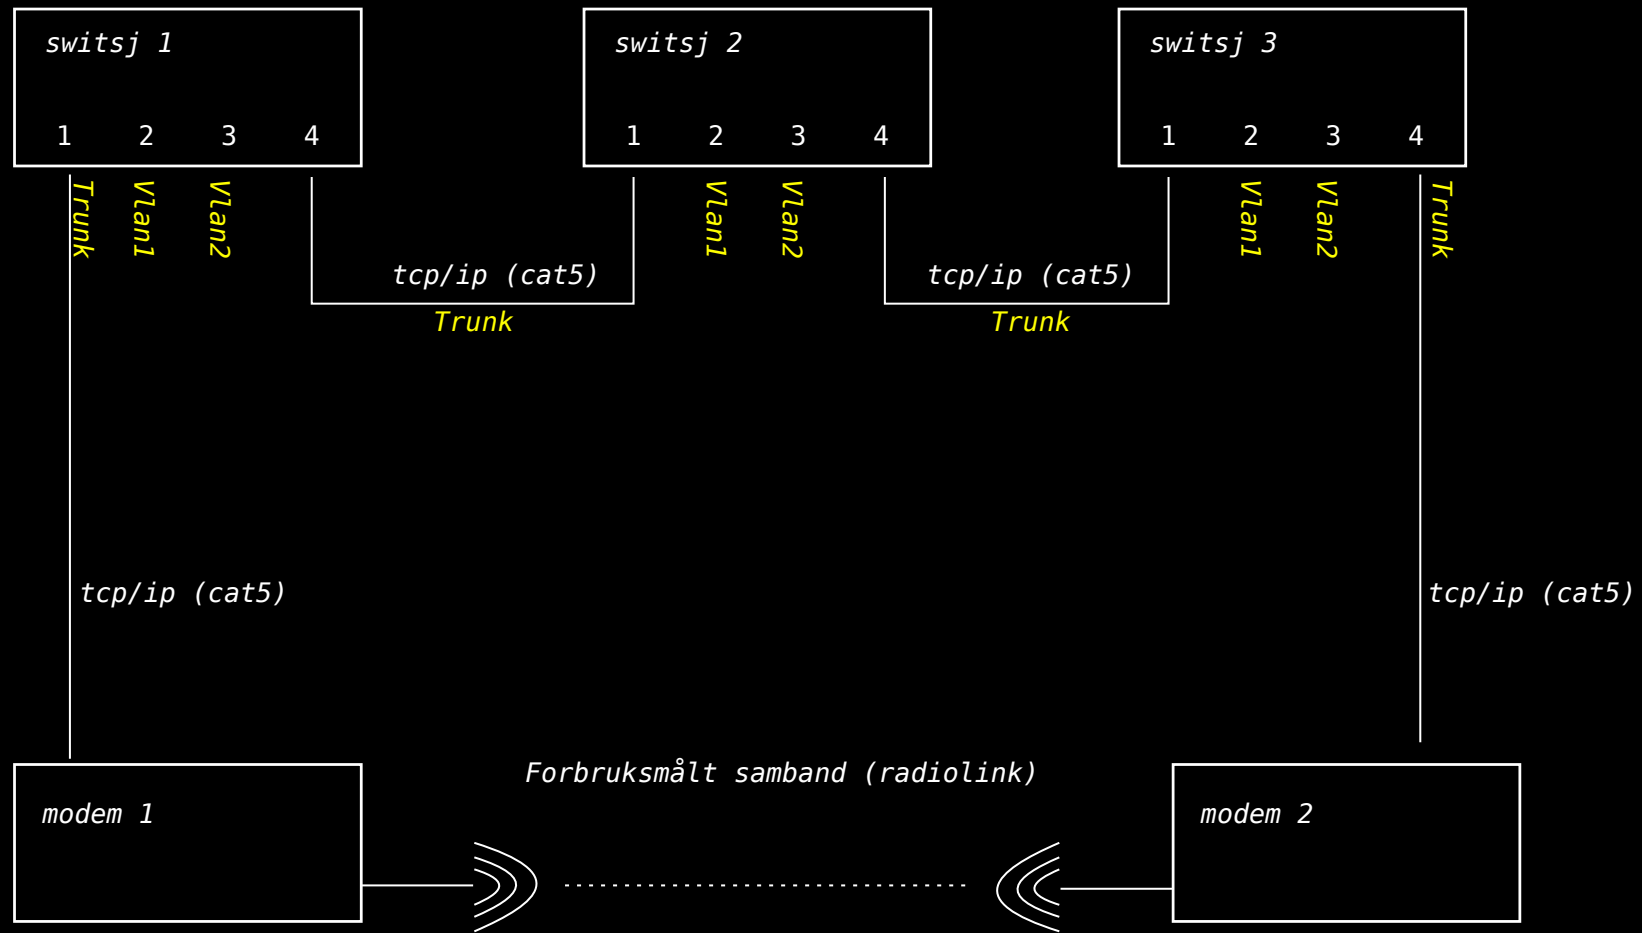 switsj 1
1 2 3 4
switsj 2
1 2 3 4
switsj 3
1 2 3 4
Trunk
Vlan1
Vlan2
Vlan1
Vlan2
Vlan1
Vlan2
Trunk
tcp/ip (cat5)
Trunk
tcp/ip (cat5)
Trunk
tcp/ip (cat5)
tcp/ip (cat5)
Forbruksmålt samband (radiolink)
modem 1
modem 2